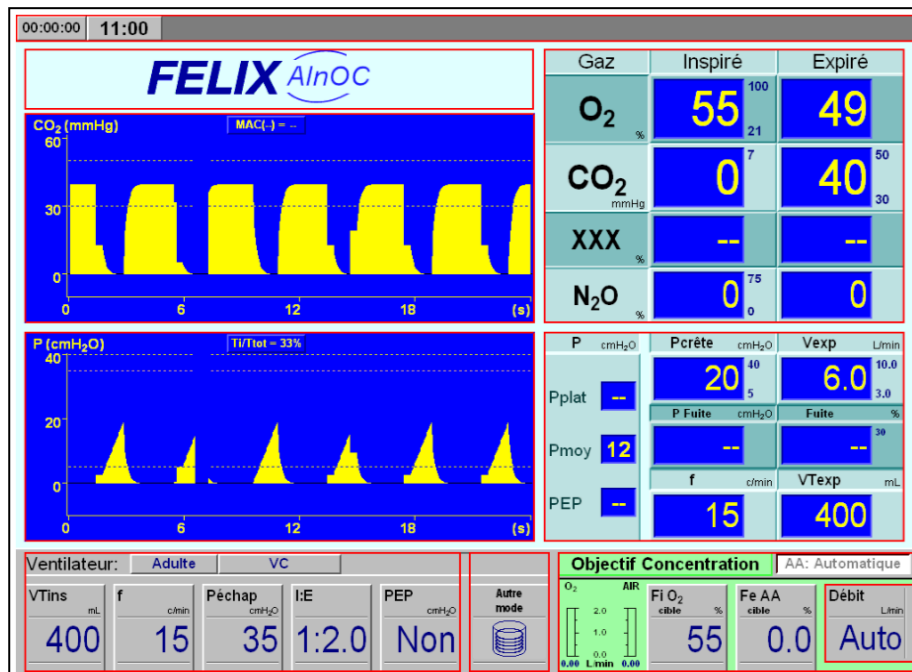 00:00:00 11:00
FELIX AInOC
CO₂ (mmHg) MAC(--) = --
60
30
0
0 6 12 18 (s)
P (cmH₂O) Ti/Ttot = 33%
40
20
0
0 6 12 18 (s)
Gaz Inspiré Expiré
O₂ % 55 100 21 49
CO₂ mmHg 0 7 40 50 30
XXX % -- --
N₂O % 0 75 0 0
P cmH₂O Pcrête cmH₂O Vexp L/min
20 40 5 6.0 10.0 3.0
Pplat --
P Fuite cmH₂O Fuite %
-- -- 30
Pmoy 12
f c/min VTexp mL
PEP -- 15 400
Ventilateur: Adulte VC
VTins mL 400
f c/min 15
Péchap cmH₂O 35
I:E 1:2.0
PEP cmH₂O Non
Autre
mode
Objectif Concentration AA: Automatique
O₂ AIR
2.0
1.0
0.0
0.00 L/min 0.00
Fi O₂
cible %
55
Fe AA
cible %
0.0
Débit
L/min
Auto